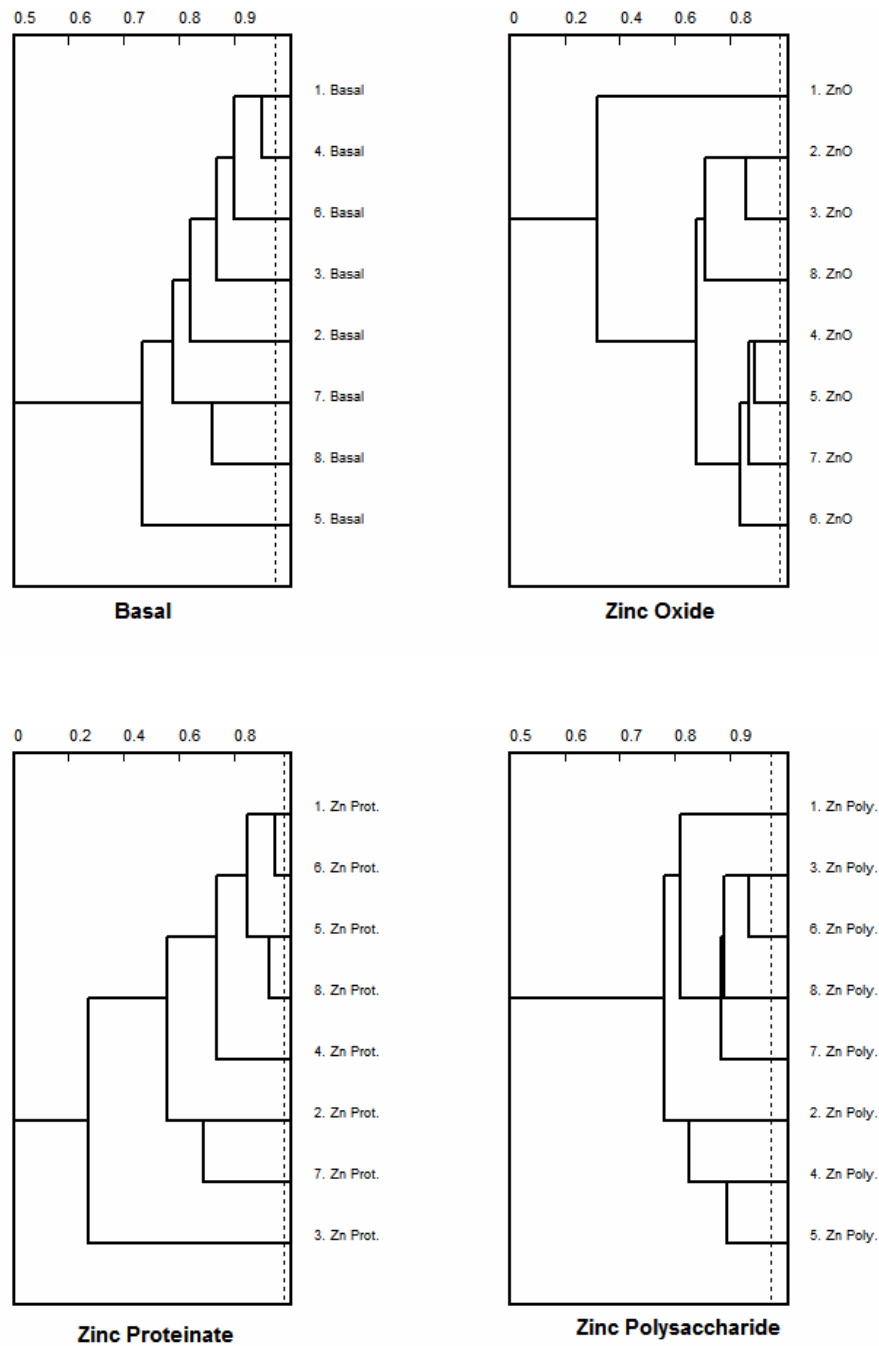 0.5 0.6 0.7 0.8 0.9
1. Basal
4. Basal
6. Basal
3. Basal
2. Basal
7. Basal
8. Basal
5. Basal
Basal
0 0.2 0.4 0.6 0.8
1. ZnO
2. ZnO
3. ZnO
8. ZnO
4. ZnO
5. ZnO
7. ZnO
6. ZnO
Zinc Oxide
0 0.2 0.4 0.6 0.8
1. Zn Prot.
6. Zn Prot.
5. Zn Prot.
8. Zn Prot.
4. Zn Prot.
2. Zn Prot.
7. Zn Prot.
3. Zn Prot.
Zinc Proteinate
0.5 0.6 0.7 0.8 0.9
1. Zn Poly.
3. Zn Poly.
6. Zn Poly.
8. Zn Poly.
7. Zn Poly.
2. Zn Poly.
4. Zn Poly.
5. Zn Poly.
Zinc Polysaccharide